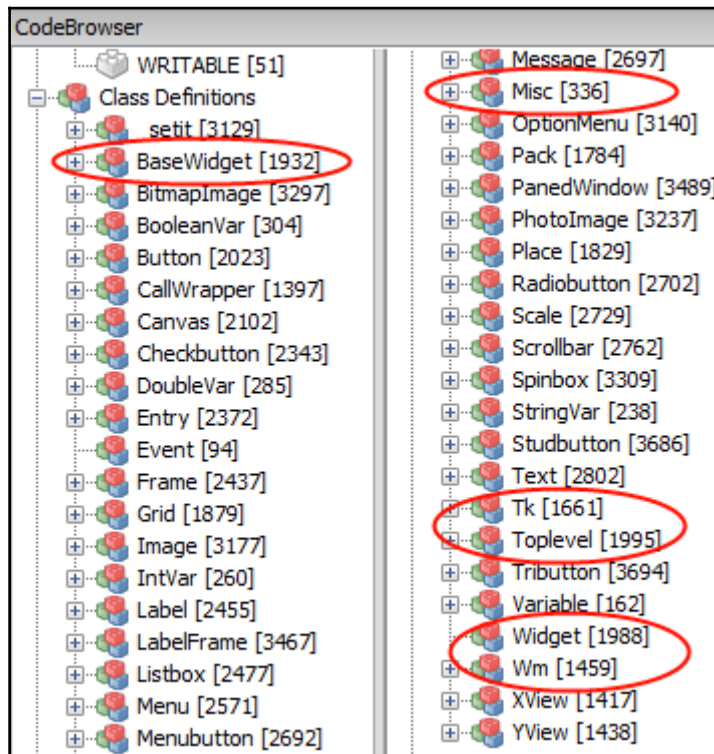 CodeBrowser
WRITABLE [51]
Class Definitions
_setit [3129]
BaseWidget [1932]
BitmapImage [3297]
BooleanVar [304]
Button [2023]
CallWrapper [1397]
Canvas [2102]
Checkbutton [2343]
DoubleVar [285]
Entry [2372]
Event [94]
Frame [2437]
Grid [1879]
Image [3177]
IntVar [260]
Label [2455]
LabelFrame [3467]
Listbox [2477]
Menu [2571]
Menubutton [2692]
Message [2697]
Misc [336]
OptionMenu [3140]
Pack [1784]
PanedWindow [3489]
PhotoImage [3237]
Place [1829]
Radiobutton [2702]
Scale [2729]
Scrollbar [2762]
Spinbox [3309]
StringVar [238]
Studbutton [3686]
Text [2802]
Tk [1661]
Toplevel [1995]
Tributton [3694]
Variable [162]
Widget [1988]
Wm [1459]
XView [1417]
YView [1438]